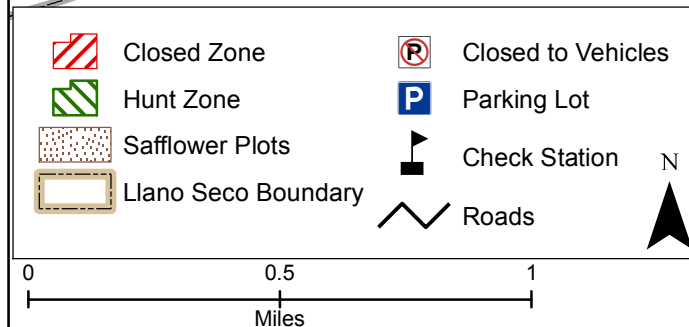 Closed Zone
Hunt Zone
Safflower Plots
Llano Seco Boundary
P Closed to Vehicles
P Parking Lot
Check Station
Roads
N
0 0.5 1
Miles